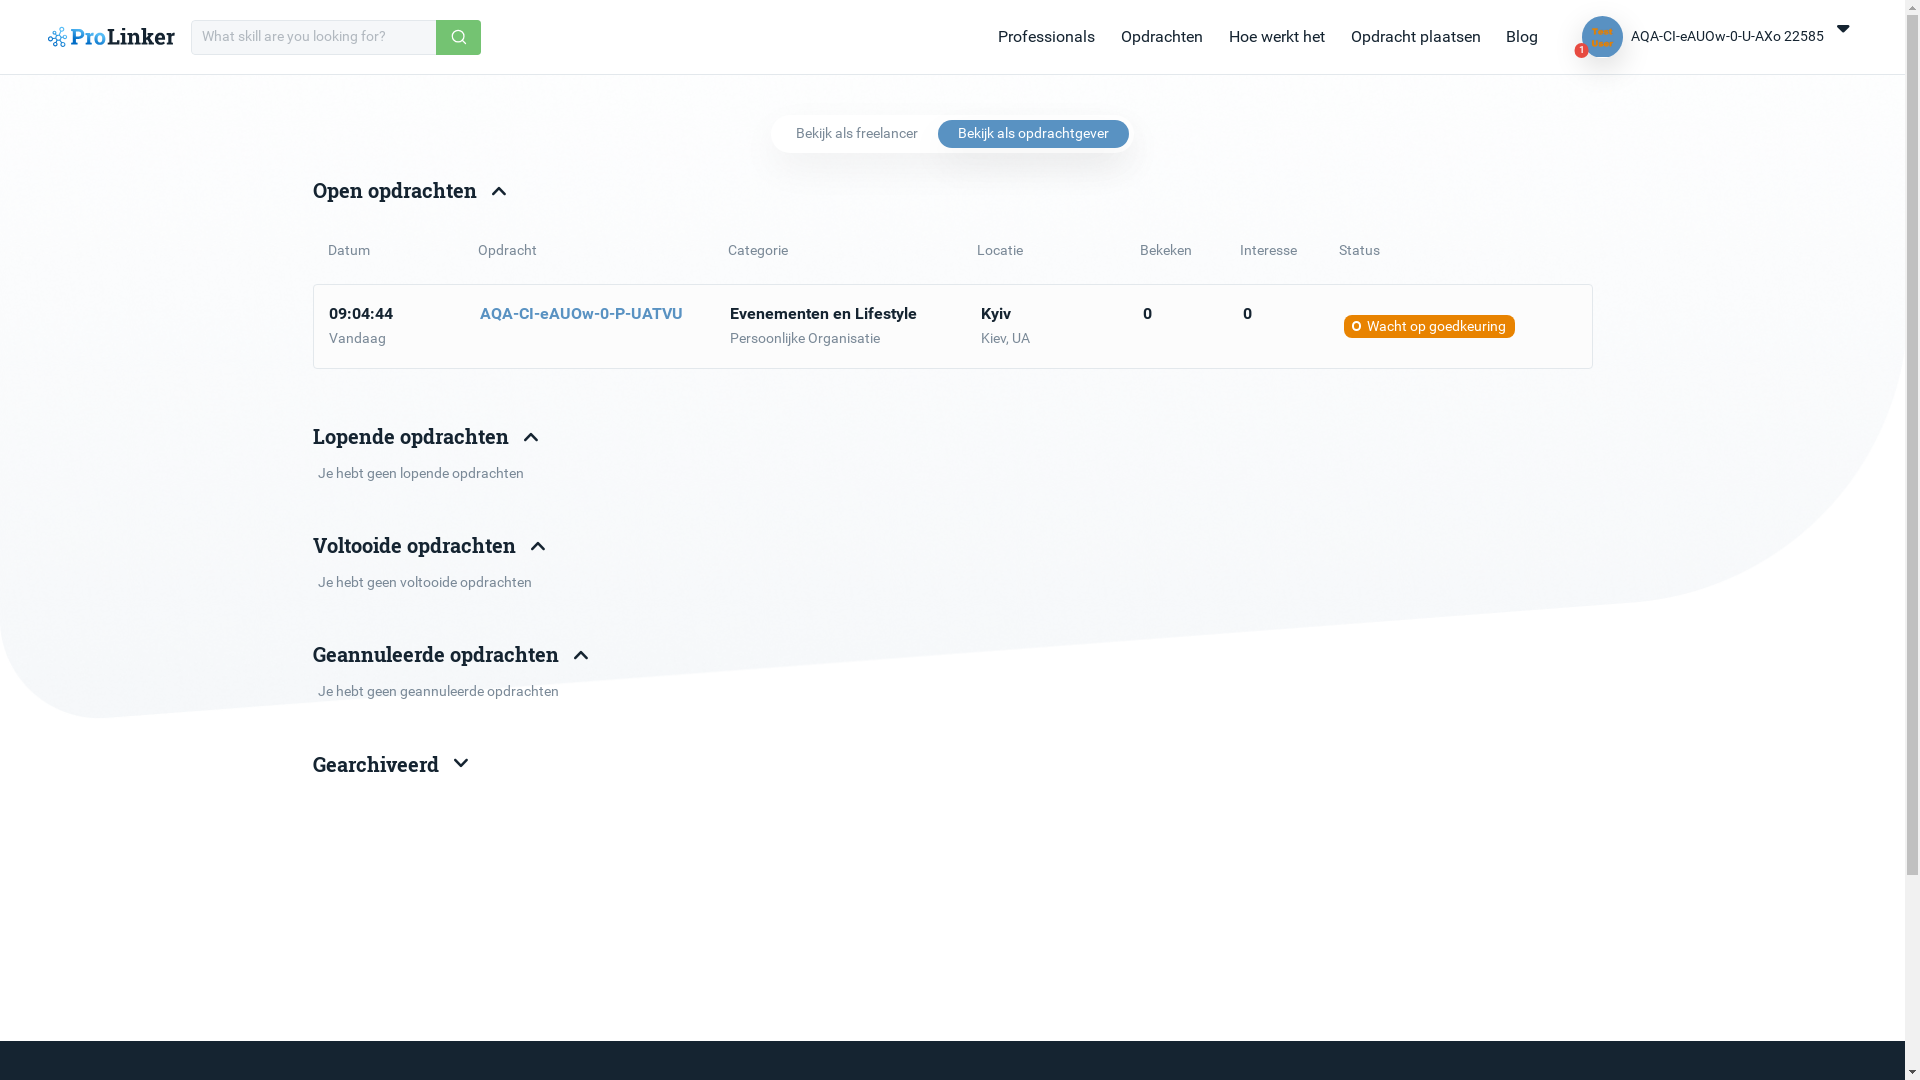 ProLinker
What skill are you looking for?
Professionals
Opdrachten
Hoe werkt het
Opdracht plaatsen
Blog
Test
User
1
AQA-CI-eAUOw-0-U-AXo 22585
Bekijk als freelancer
Bekijk als opdrachtgever
Open opdrachten
Datum Opdracht Categorie Locatie Bekeken Interesse Status
09:04:44 AQA-CI-eAUOw-0-P-UATVU Evenementen en Lifestyle Kyiv 0 0
Wacht op goedkeuring
Vandaag Persoonlijke Organisatie Kiev, UA
Lopende opdrachten
Je hebt geen lopende opdrachten
Voltooide opdrachten
Je hebt geen voltooide opdrachten
Geannuleerde opdrachten
Je hebt geen geannuleerde opdrachten
Gearchiveerd